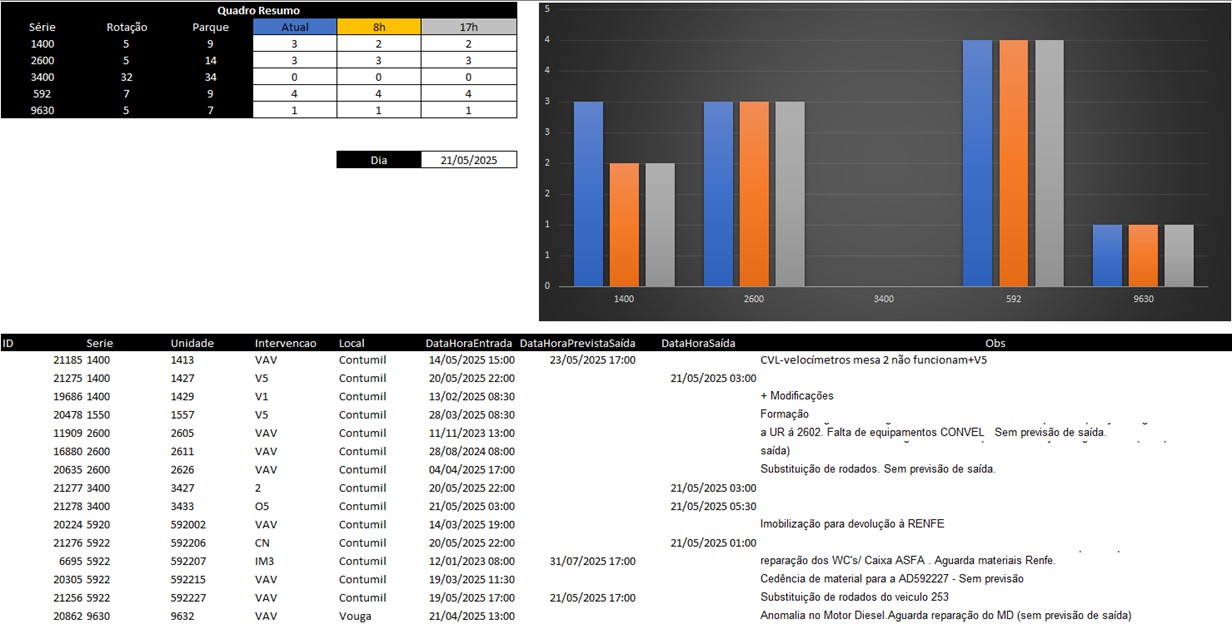 Quadro Resumo
Série Rotação Parque Atual 8h 17h
1400 5 9 3 2 2
2600 5 14 3 3 3
3400 32 34 0 0 0
592 7 9 4 4 4
9630 5 7 1 1 1
Dia 21/05/2025
5
4
4
3
3
2
2
1
1
0
1400 2600 3400 592 9630
ID Serie Unidade Intervencao Local DataHoraEntrada DataHoraPrevistaSaída DataHoraSaída Obs
21185 1400 1413 VAV Contumil 14/05/2025 15:00 23/05/2025 17:00 CVL-velocímetros mesa 2 não funcionam+V5
21275 1400 1427 V5 Contumil 20/05/2025 22:00 21/05/2025 03:00
19686 1400 1429 V1 Contumil 13/02/2025 08:30 + Modificações
20478 1550 1557 V5 Contumil 28/03/2025 08:30 Formação
11909 2600 2605 VAV Contumil 11/11/2023 13:00 a UR á 2602. Falta de equipamentos CONVEL Sem previsão de saída.
16880 2600 2611 VAV Contumil 28/08/2024 08:00 saída)
20635 2600 2626 VAV Contumil 04/04/2025 17:00 Substituição de rodados. Sem previsão de saída.
21277 3400 3427 2 Contumil 20/05/2025 22:00 21/05/2025 03:00
21278 3400 3433 O5 Contumil 21/05/2025 03:00 21/05/2025 05:30
20224 5920 592002 VAV Contumil 14/03/2025 19:00 Imobilização para devolução à RENFE
21276 5922 592206 CN Contumil 20/05/2025 22:00 21/05/2025 01:00
6695 5922 592207 IM3 Contumil 12/01/2023 08:00 31/07/2025 17:00 reparação dos WC's/ Caixa ASFA . Aguarda materiais Renfe.
20305 5922 592215 VAV Contumil 19/03/2025 11:30 Cedência de material para a AD592227 - Sem previsão
21256 5922 592227 VAV Contumil 19/05/2025 17:00 21/05/2025 17:00 Substituição de rodados do veiculo 253
20862 9630 9632 VAV Vouga 21/04/2025 13:00 Anomalia no Motor Diesel.Aguarda reparação do MD (sem previsão de saída)